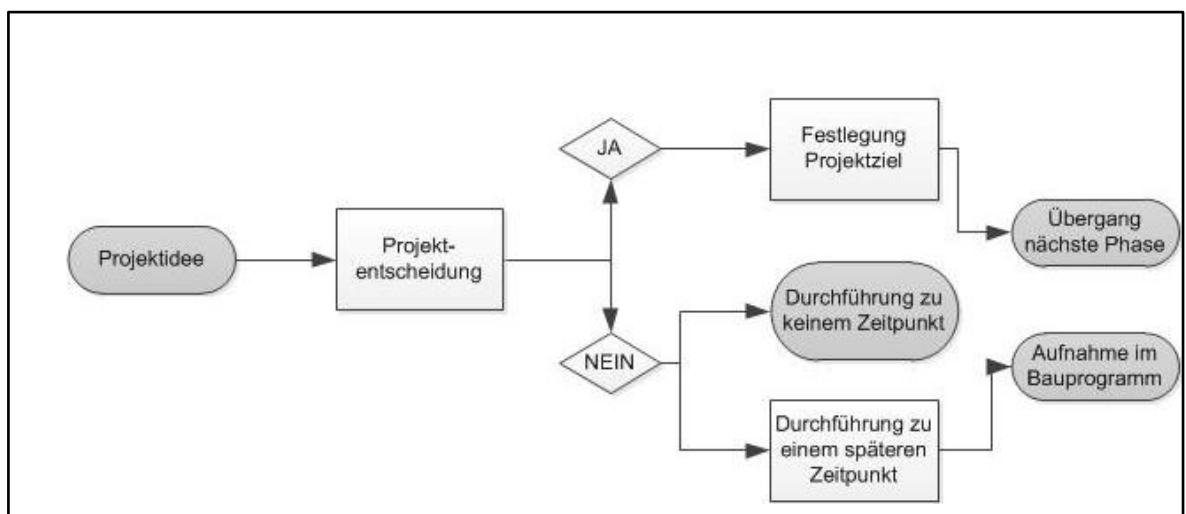 Projektidee
Projekt-
entscheidung
JA
Festlegung
Projektziel
Übergang
nächste Phase
NEIN
Durchführung zu
keinem Zeitpunkt
Durchführung zu
einem späteren
Zeitpunkt
Aufnahme im
Bauprogramm